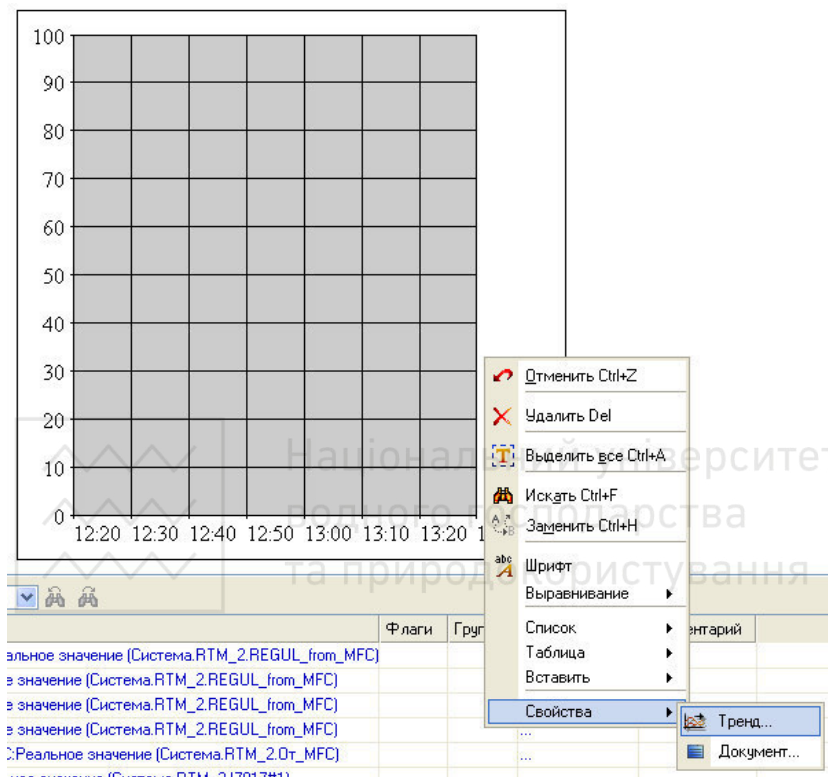 100
90
80
70
60
50
40
30
20
10
0
12:20 12:30 12:40 12:50 13:00 13:10 13:20
Отменить Ctrl+Z
Удалить Del
Выделить все Ctrl+A
Искать Ctrl+F
Заменить Ctrl+H
Шрифт
Выравнивание
Список
Таблица
Вставить
Свойства
Тренд...
Документ...
Національний університет
водного господарства
та природокористування
Флаги
значение (Система.RTM_2.REGUL_from_MFC)
е значение (Система.RTM_2.REGUL_from_MFC)
е значение (Система.RTM_2.REGUL_from_MFC)
е значение (Система.RTM_2.REGUL_from_MFC)
С:Реальное значение (Система.RTM_2.От_MFC)
...
...